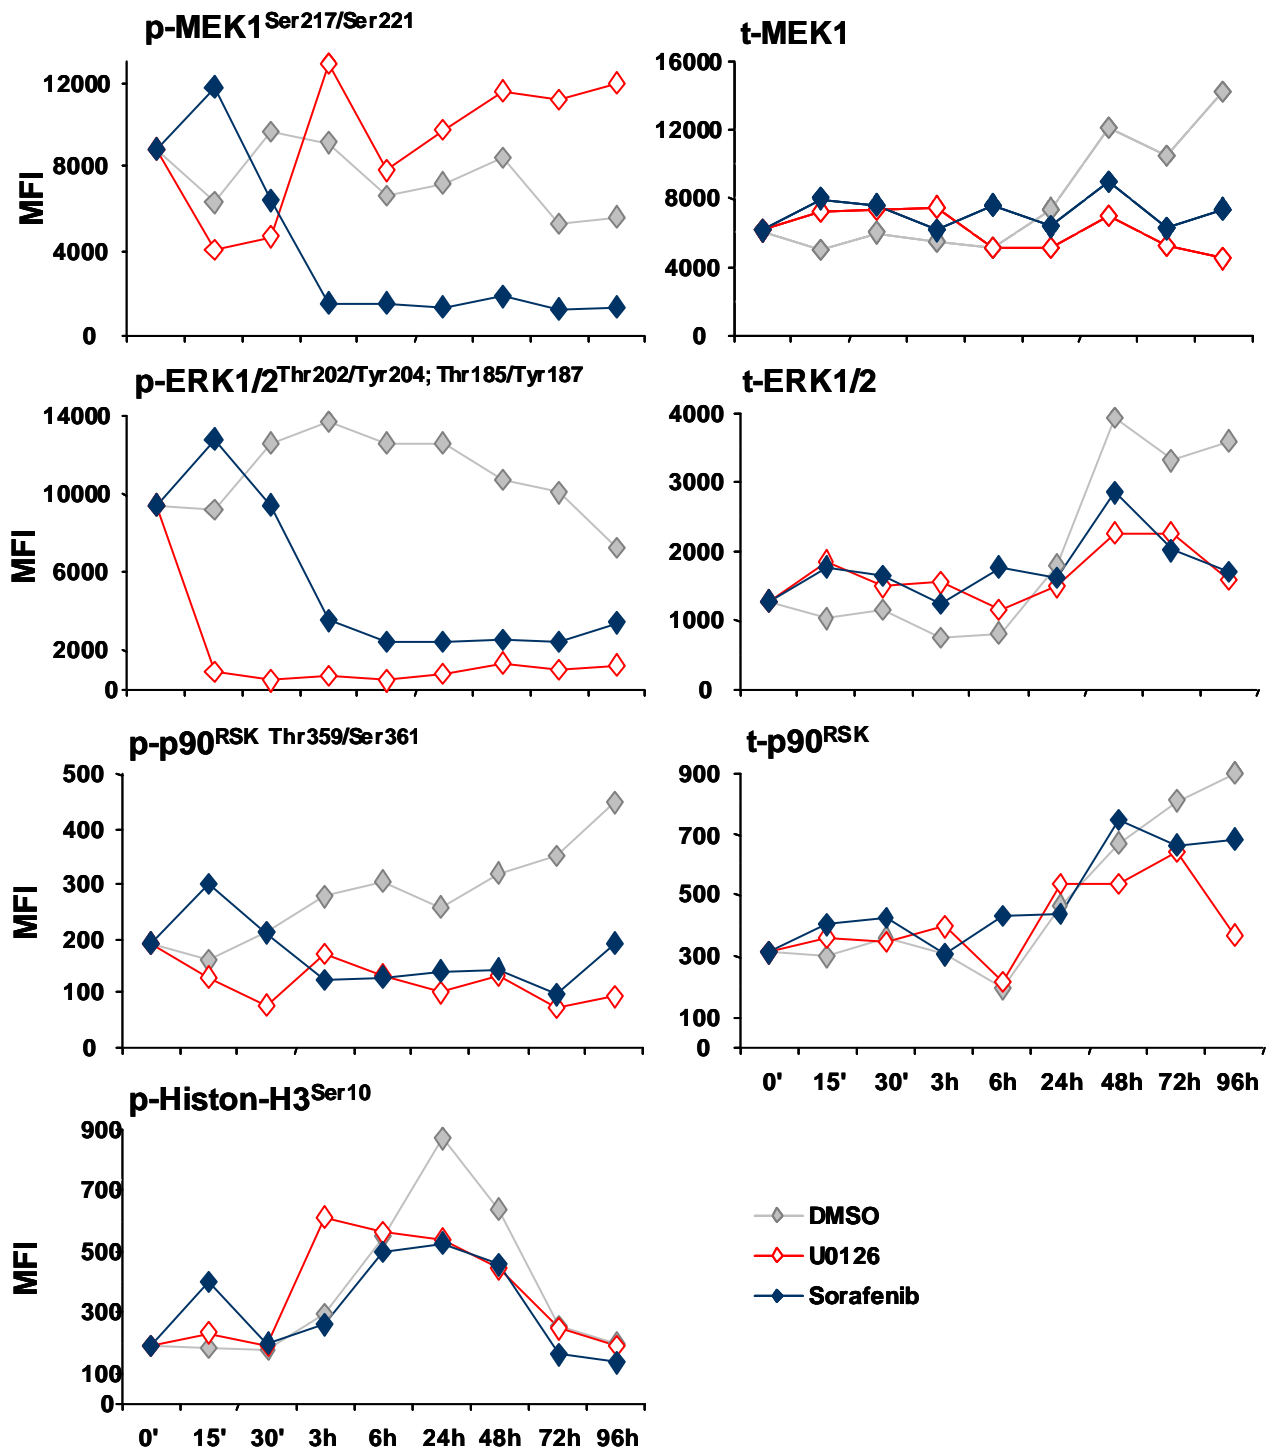 p-MEK1Ser217/Ser221
MFI
12000
8000
4000
0
t-MEK1
16000
12000
8000
4000
0
p-ERK1/2Thr202/Tyr204; Thr185/Tyr187
MFI
14000
10000
6000
2000
0
t-ERK1/2
4000
3000
2000
1000
0
p-p90RSK Thr359/Ser361
MFI
500
400
300
200
100
0
t-p90RSK
900
700
500
300
100
0
0' 15' 30' 3h 6h 24h 48h 72h 96h
p-Histon-H3Ser10
MFI
900
700
500
300
100
0
0' 15' 30' 3h 6h 24h 48h 72h 96h
DMSO
U0126
Sorafenib